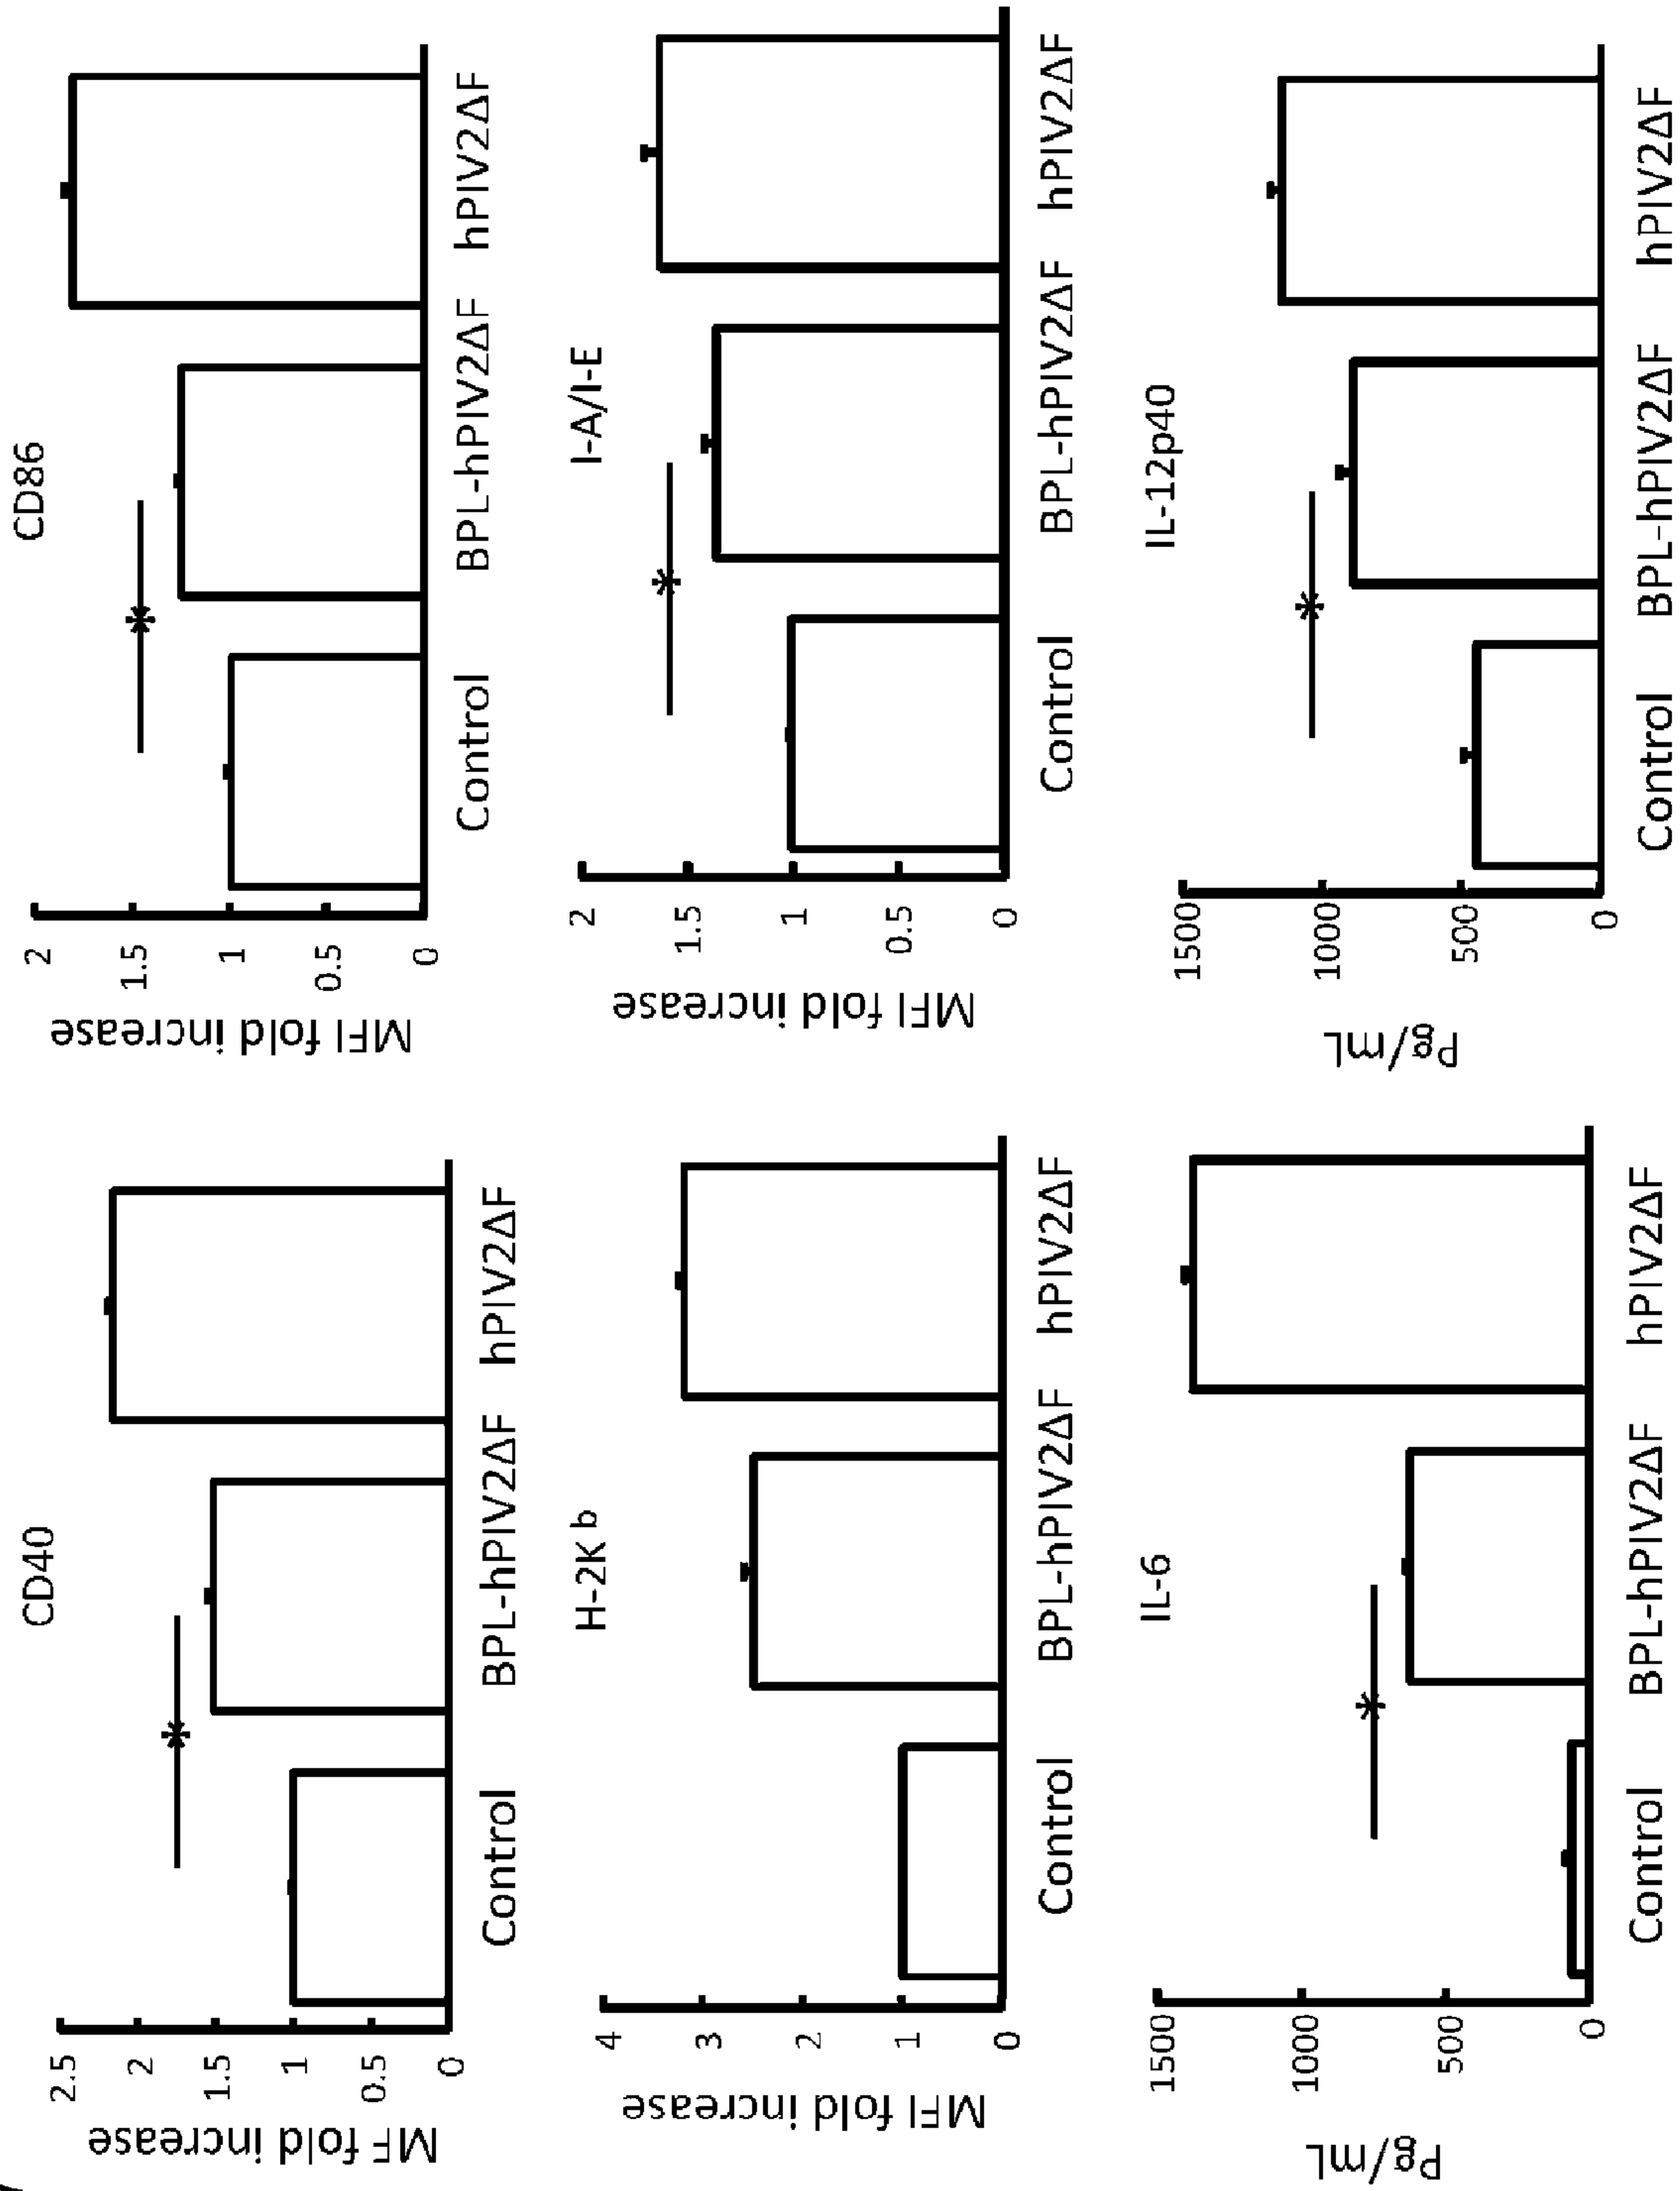 CD40
MF fold increase
2.5
2
1.5
1
0.5
0
Control BPL-hPIV2ΔF hPIV2ΔF
*
CD86
MFI fold increase
2
1.5
1
0.5
0
Control BPL-hPIV2ΔF hPIV2ΔF
*
H-2K b
MFI fold increase
4
3
2
1
0
Control BPL-hPIV2ΔF hPIV2ΔF
I-A/I-E
MFI fold increase
2
1.5
1
0.5
0
Control BPL-hPIV2ΔF hPIV2ΔF
*
IL-6
Pg/mL
1500
1000
500
0
Control BPL-hPIV2ΔF hPIV2ΔF
*
IL-12p40
Pg/mL
1500
1000
500
0
Control BPL-hPIV2ΔF hPIV2ΔF
*